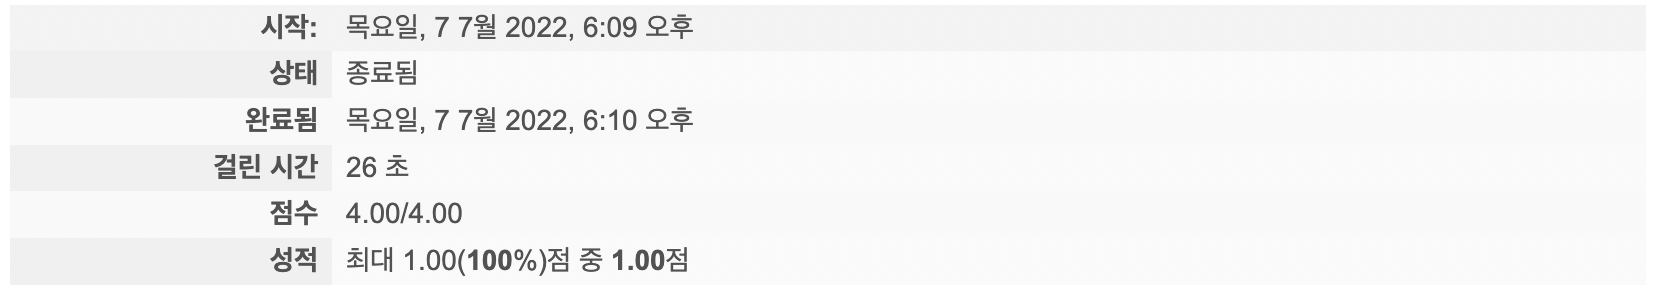 시작: 목요일, 7 7월 2022, 6:09 오후
상태 종료됨
완료됨 목요일, 7 7월 2022, 6:10 오후
걸린 시간 26 초
점수 4.00/4.00
성적 최대 1.00(100%)점 중 1.00점